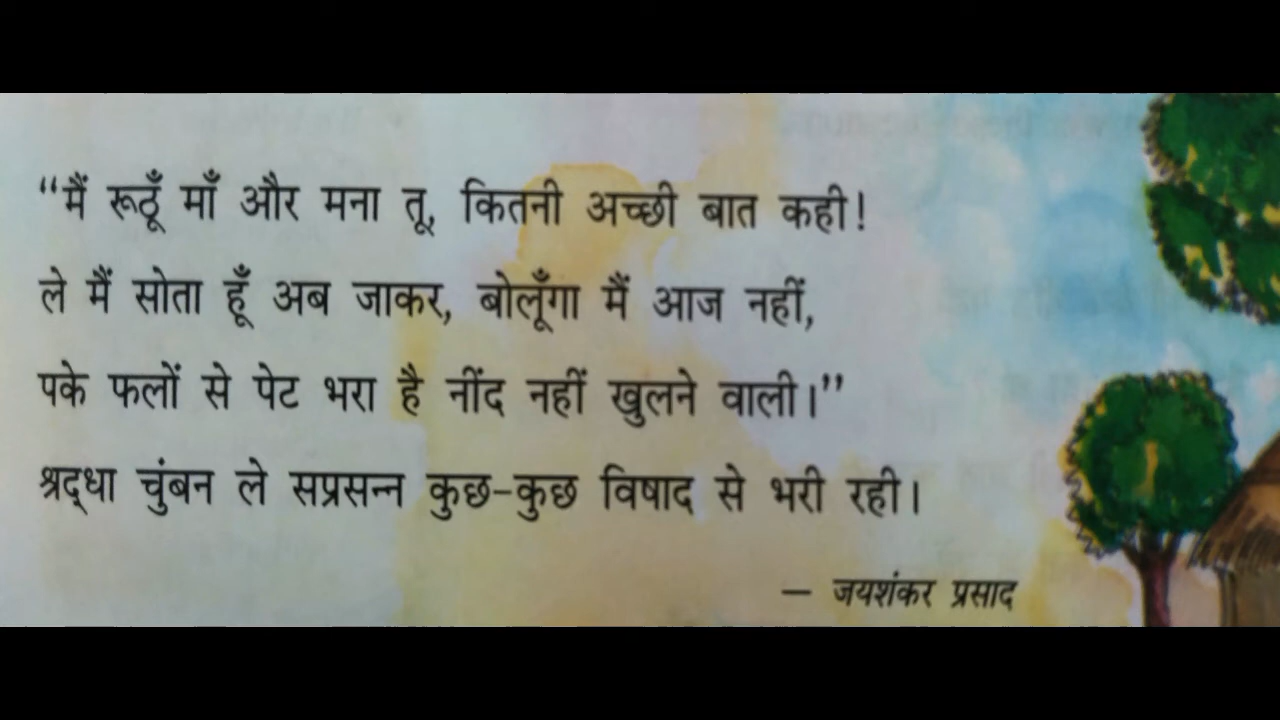 “मैं रूठूँ माँ और मना तू, कितनी अच्छी बात कही!
ले मैं सोता हूँ अब जाकर, बोलूँगा मैं आज नहीं,
पके फलों से पेट भरा है नींद नहीं खुलने वाली।”
श्रद्‌धा चुंबन ले सप्रसन्न कुछ-कुछ विषाद से भरी रही।
– जयशंकर प्रसाद